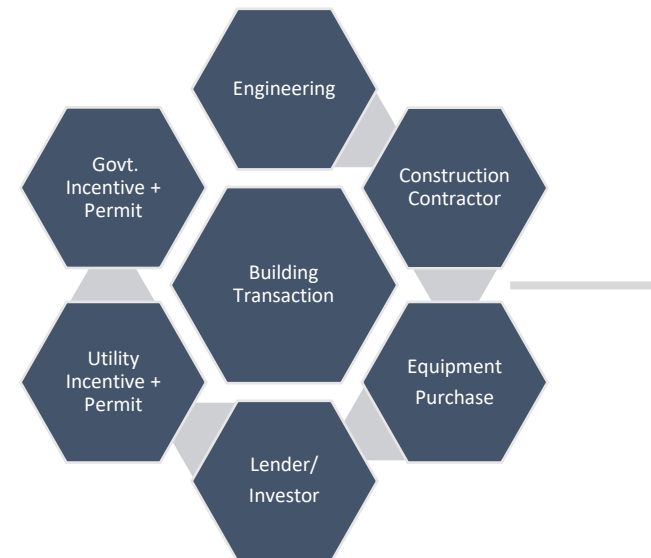 Engineering
Govt.
Incentive +
Permit
Construction
Contractor
Building
Transaction
Utility
Incentive +
Permit
Equipment
Purchase
Lender/
Investor